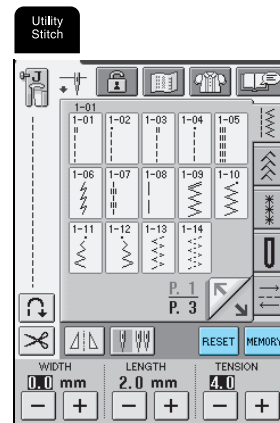 Utility
Stitch
J
1-01
1-01 1-02 1-03 1-04 1-05
1-06 1-07 1-08 1-09 1-10
1-11 1-12 1-13 1-14
P. 1
P. 3
RESET MEMORY
WIDTH LENGTH TENSION
0.0 mm 2.0 mm 4.0
− + − + − +